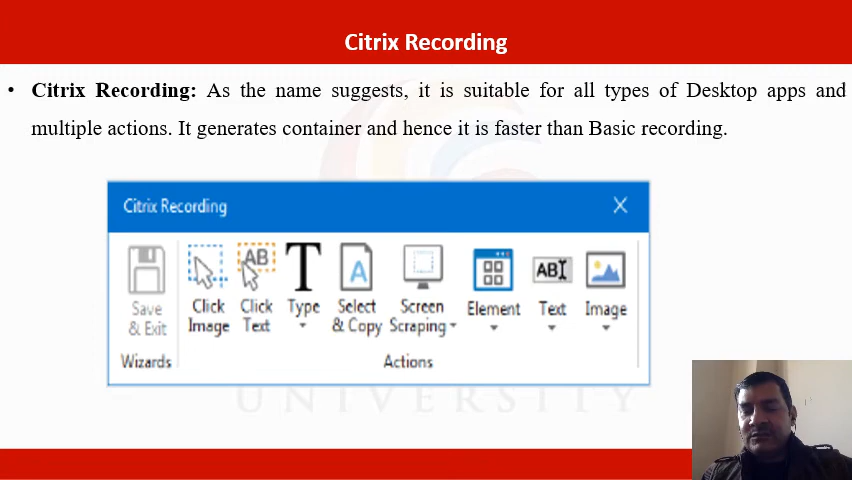 Citrix Recording
• Citrix Recording: As the name suggests, it is suitable for all types of Desktop apps and
multiple actions. It generates container and hence it is faster than Basic recording.
Citrix Recording
Save & Exit
Click Image
Click Text
Type
Select & Copy
Screen Scraping
Element
Text
Image
Wizards
Actions
UNIVERSITY